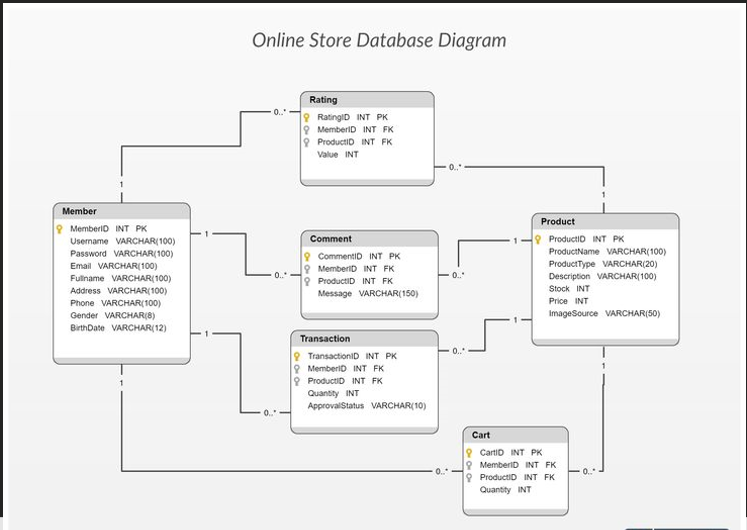 Online Store Database Diagram
Rating
RatingID INT PK
MemberID INT FK
ProductID INT FK
Value INT
0..*
0..*
1
1
Member
MemberID INT PK
Username VARCHAR(100)
Password VARCHAR(100)
Email VARCHAR(100)
Fullname VARCHAR(100)
Address VARCHAR(100)
Phone VARCHAR(100)
Gender VARCHAR(8)
BirthDate VARCHAR(12)
1
1
1
Comment
CommentID INT PK
MemberID INT FK
ProductID INT FK
Message VARCHAR(150)
0..*
0..*
Product
ProductID INT PK
ProductName VARCHAR(100)
ProductType VARCHAR(20)
Description VARCHAR(100)
Stock INT
Price INT
ImageSource VARCHAR(50)
1
1
1
Transaction
TransactionID INT PK
MemberID INT FK
ProductID INT FK
Quantity INT
ApprovalStatus VARCHAR(10)
0..*
0..*
Cart
CartID INT PK
MemberID INT FK
ProductID INT FK
Quantity INT
0..*
0..*